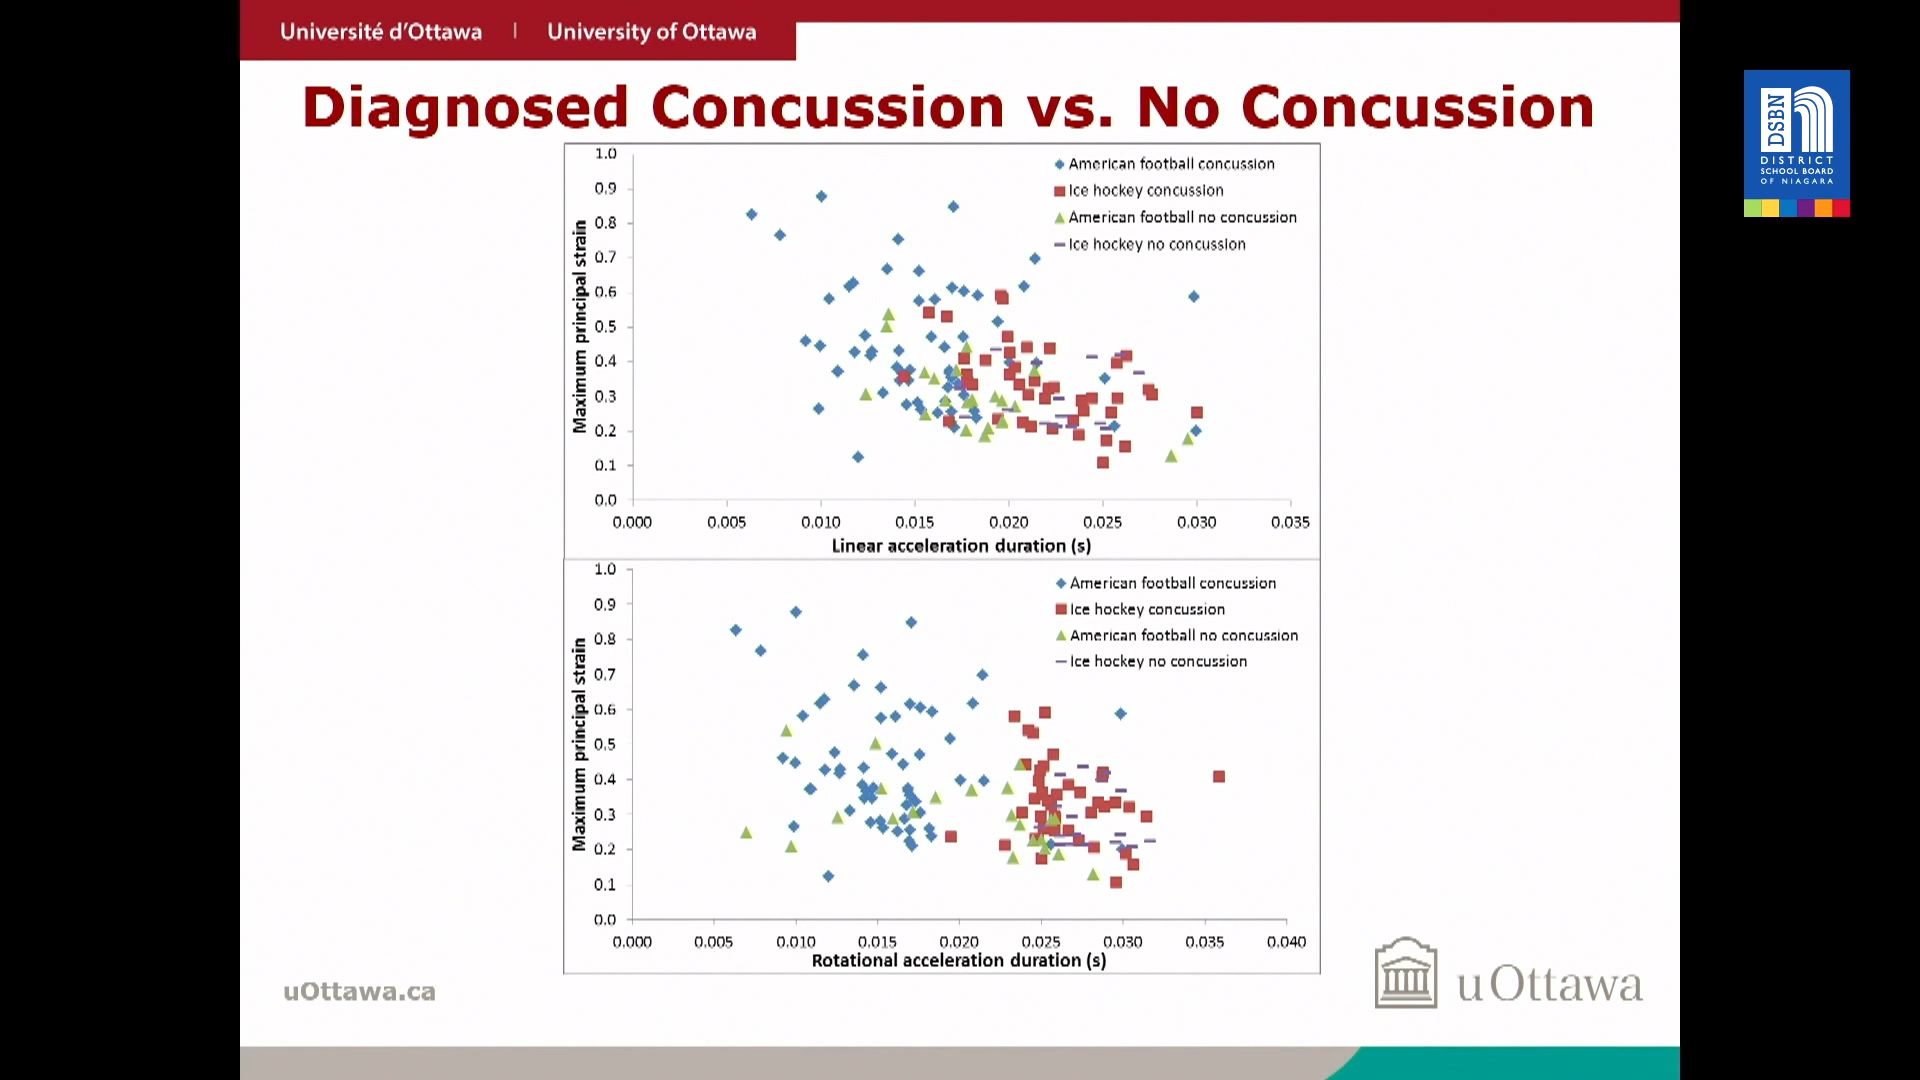 Université d'Ottawa | University of Ottawa
DSBN
DISTRICT
SCHOOL BOARD
OF NIAGARA
Diagnosed Concussion vs. No Concussion
1.0
0.9
0.8
0.7
0.6
0.5
0.4
0.3
0.2
0.1
0.0
Maximum principal strain
American football concussion
Ice hockey concussion
American football no concussion
Ice hockey no concussion
0.000 0.005 0.010 0.015 0.020 0.025 0.030 0.035
Linear acceleration duration (s)
1.0
0.9
0.8
0.7
0.6
0.5
0.4
0.3
0.2
0.1
0.0
Maximum principal strain
American football concussion
Ice hockey concussion
American football no concussion
Ice hockey no concussion
0.000 0.005 0.010 0.015 0.020 0.025 0.030 0.035 0.040
Rotational acceleration duration (s)
uOttawa.ca
uOttawa